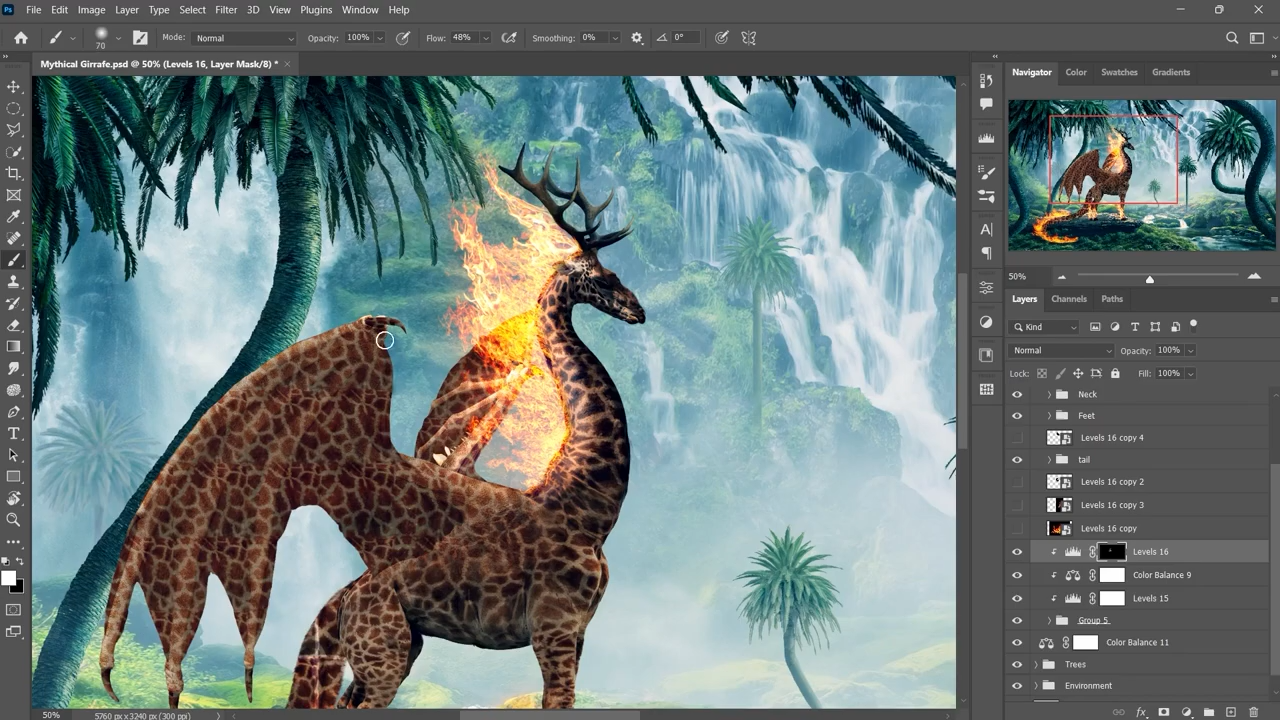 Ps File Edit Image Layer Type Select Filter 3D View Plugins Window Help
70 Mode: Normal Opacity: 100% Flow: 48% Smoothing: 0% 0°
Mythical Girrafe.psd @ 50% (Levels 16, Layer Mask/8) * ×
Navigator Color Swatches Gradients
50%
Layers Channels Paths
Kind
Normal Opacity: 100%
Lock: Fill: 100%
Neck
Feet
Levels 16 copy 4
tail
Levels 16 copy 2
Levels 16 copy 3
Levels 16 copy
Levels 16
Color Balance 9
Levels 15
Group 5
Color Balance 11
Trees
Environment
50% 5760 px x 3240 px (300 ppi)